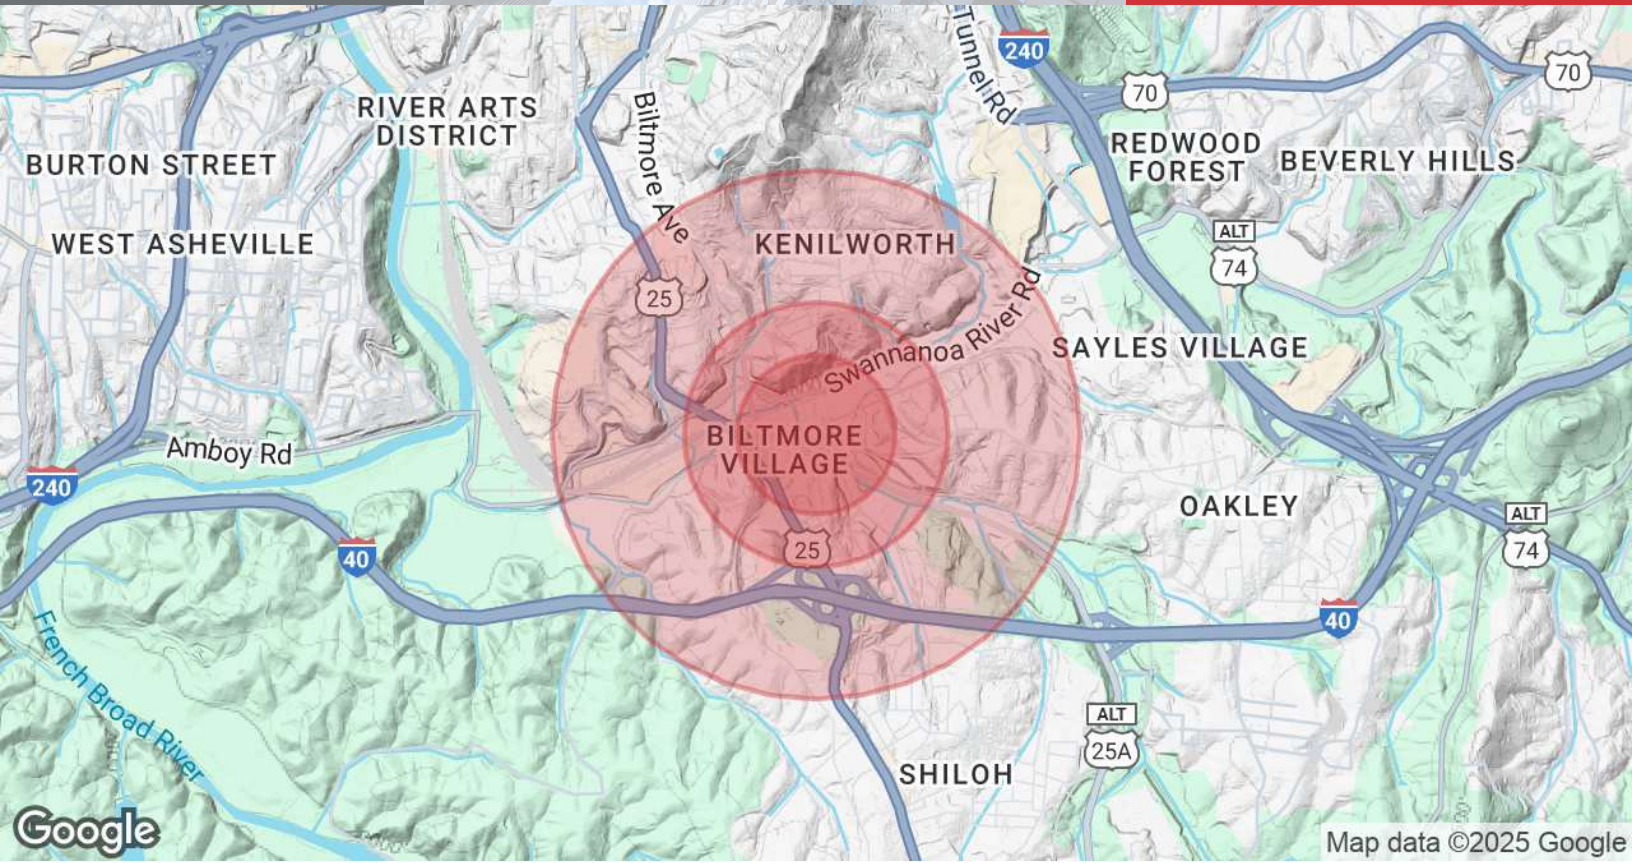 Tunnel Rd
240
70
70
RIVER ARTS
DISTRICT
Biltmore Ave
REDWOOD
FOREST
BEVERLY HILLS
BURTON STREET
WEST ASHEVILLE
KENILWORTH
ALT
74
25
Swannanoa River Rd
SAYLES VILLAGE
BILTMORE
VILLAGE
Amboy Rd
240
OAKLEY
ALT
74
25
40
40
French Broad River
ALT
25A
SHILOH
Google
Map data ©2025 Google